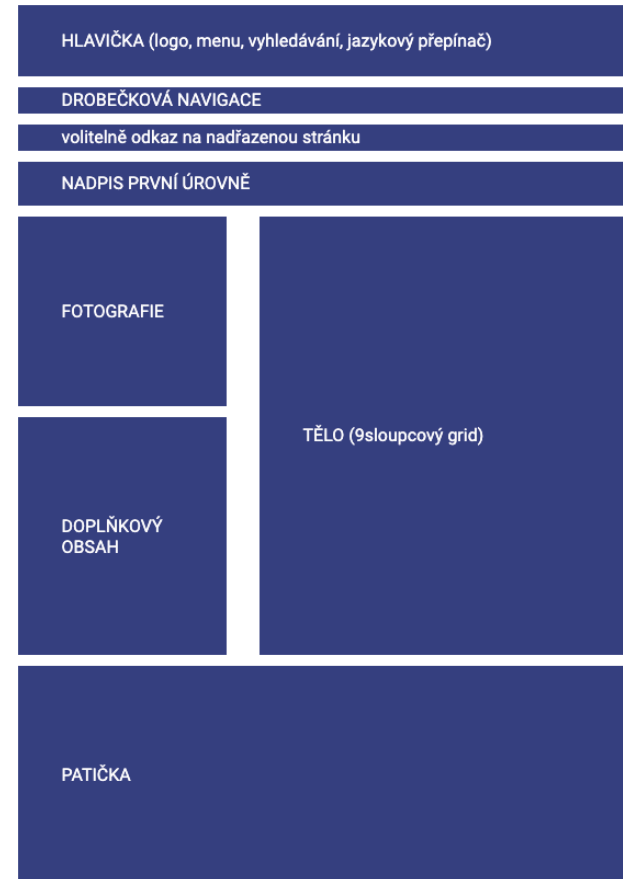 HLAVIČKA (logo, menu, vyhledávání, jazykový přepínač)
DROBEČKOVÁ NAVIGACE
volitelně odkaz na nadřazenou stránku
NADPIS PRVNÍ ÚROVNĚ
FOTOGRAFIE
TĚLO (9sloupcový grid)
DOPLŇKOVÝ
OBSAH
PATIČKA